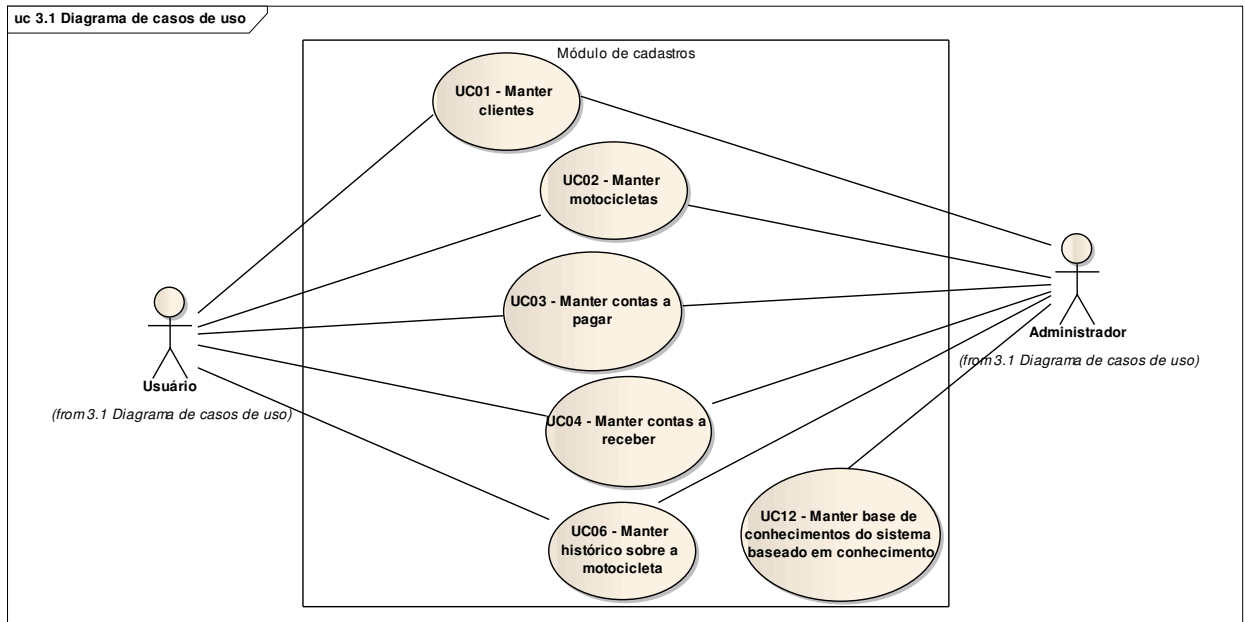 uc 3.1 Diagrama de casos de uso
Módulo de cadastros
UC01 - Manter
clientes
UC02 - Manter
motocicletas
UC03 - Manter contas a
pagar
UC04 - Manter contas a
receber
UC06 - Manter
histórico sobre a
motocicleta
UC12 - Manter base de
conhecimentos do sistema
baseado em conhecimento
Usuário
(from 3.1 Diagrama de casos de uso)
Administrador
(from 3.1 Diagrama de casos de uso)